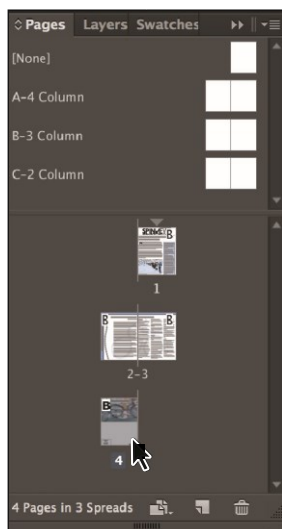 Pages Layers Swatches
[None]
A-4 Column
B-3 Column
C-2 Column
B
1
B B
2-3
B
4
4 Pages in 3 Spreads